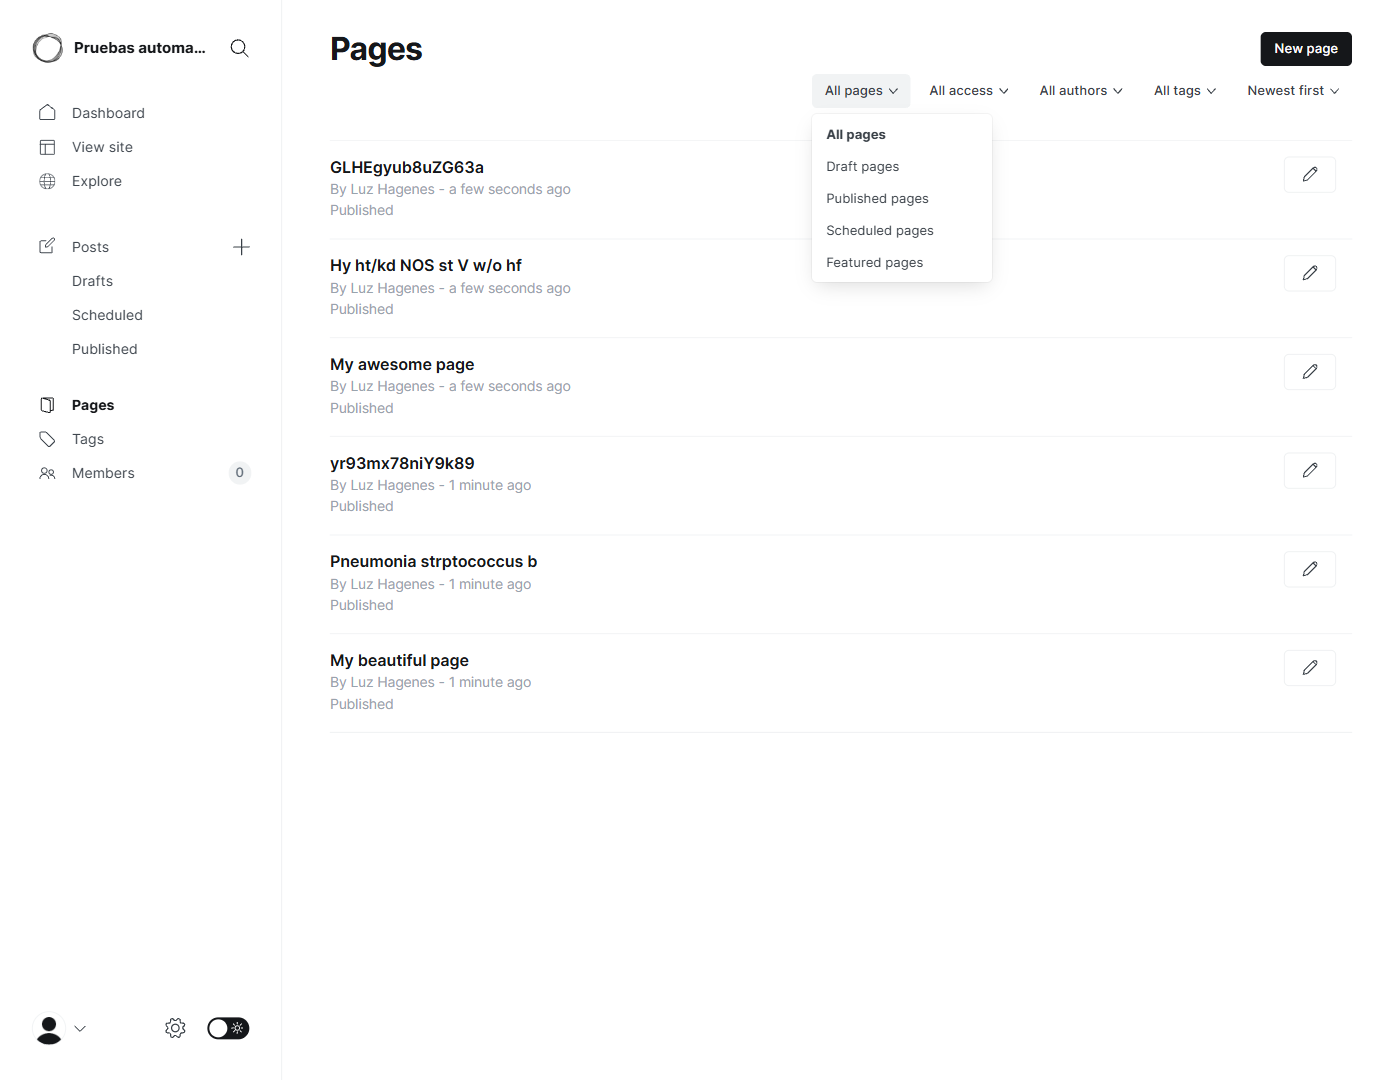 Pruebas automa...
Dashboard
View site
Explore
Posts
Drafts
Scheduled
Published
Pages
Tags
Members 0
Pages
New page
All pages All access All authors All tags Newest first
All pages
Draft pages
Published pages
Scheduled pages
Featured pages
GLHEgyub8uZG63a
By Luz Hagenes - a few seconds ago
Published
Hy ht/kd NOS st V w/o hf
By Luz Hagenes - a few seconds ago
Published
My awesome page
By Luz Hagenes - a few seconds ago
Published
yr93mx78niY9k89
By Luz Hagenes - 1 minute ago
Published
Pneumonia strptococcus b
By Luz Hagenes - 1 minute ago
Published
My beautiful page
By Luz Hagenes - 1 minute ago
Published